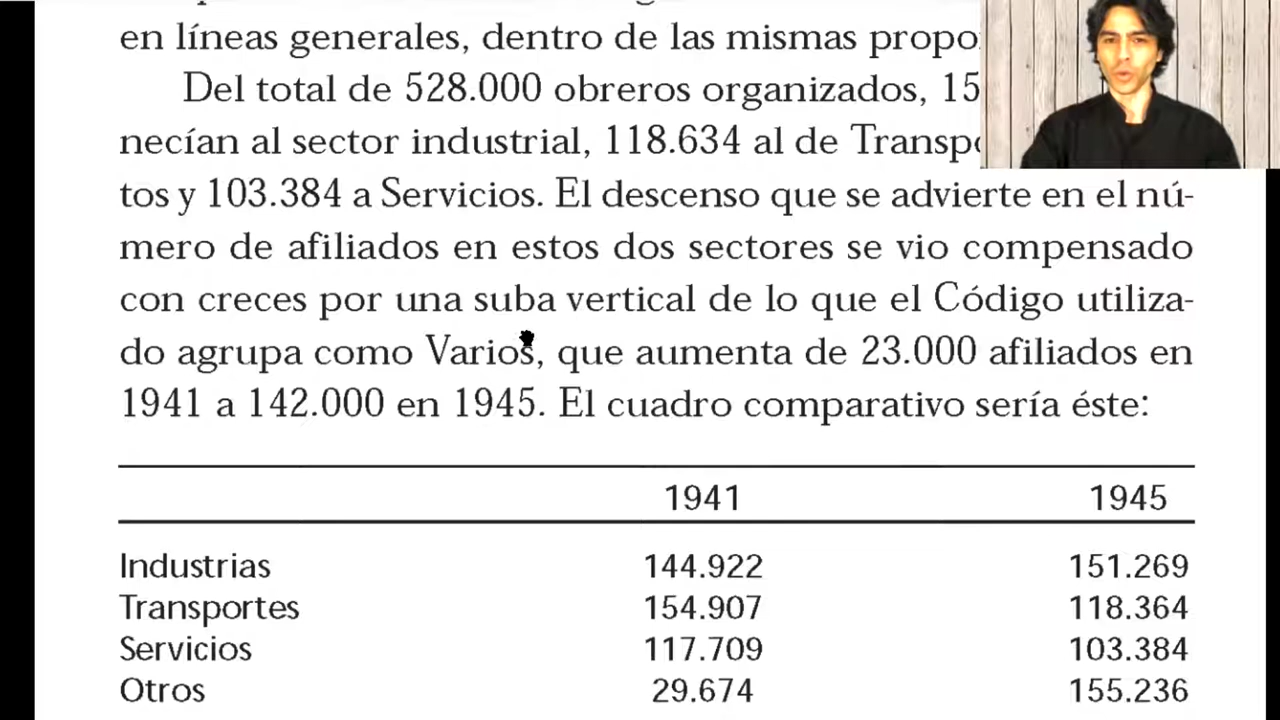 en líneas generales, dentro de las mismas
Del total de 528.000 obreros organizados,
necían al sector industrial, 118.634 al de
tos y 103.384 a Servicios. El descenso que se advierte en el nú-
mero de afiliados en estos dos sectores se vio compensado
con creces por una suba vertical de lo que el Código utiliza-
do agrupa como Varios, que aumenta de 23.000 afiliados en
1941 a 142.000 en 1945. El cuadro comparativo sería éste:
1941 1945
Industrias 144.922 151.269
Transportes 154.907 118.364
Servicios 117.709 103.384
Otros 29.674 155.236